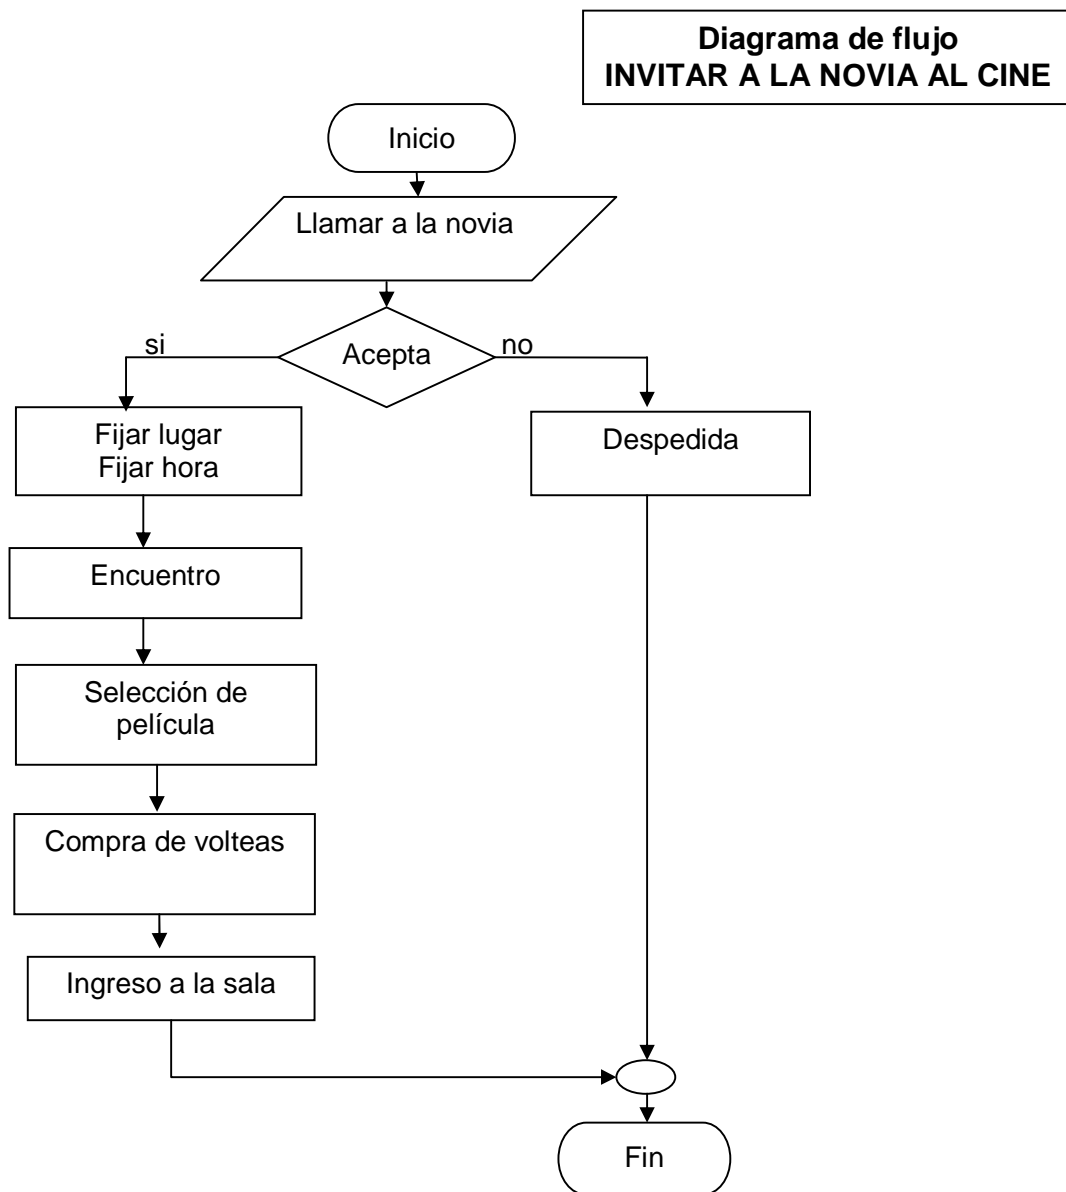 Diagrama de flujo
INVITAR A LA NOVIA AL CINE
Inicio
Llamar a la novia
si
Acepta
no
Fijar lugar
Fijar hora
Despedida
Encuentro
Selección de
película
Compra de volteas
Ingreso a la sala
Fin